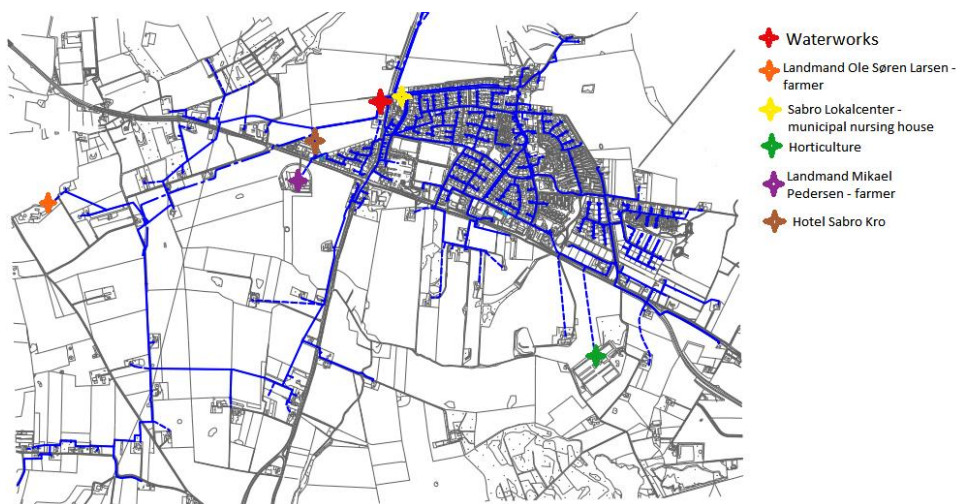 Waterworks
Landmand Ole Søren Larsen -
farmer
Sabro Lokalcenter -
municipal nursing house
Horticulture
Landmand Mikael
Pedersen - farmer
Hotel Sabro Kro